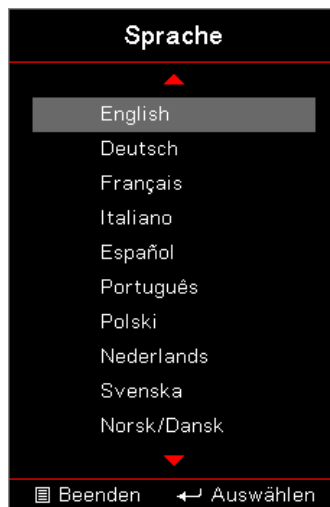 Sprache
English
Deutsch
Français
Italiano
Español
Português
Polski
Nederlands
Svenska
Norsk/Dansk
Beenden Auswählen